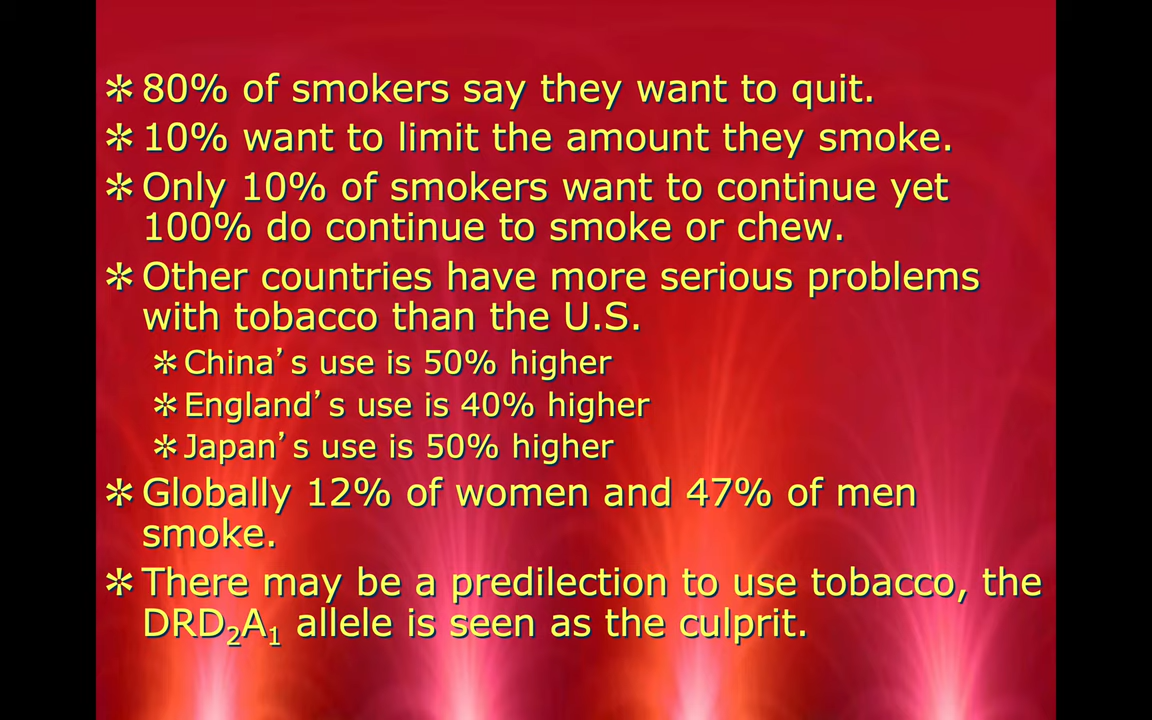 ✲ 80% of smokers say they want to quit.
✲ 10% want to limit the amount they smoke.
✲ Only 10% of smokers want to continue yet
100% do continue to smoke or chew.
✲ Other countries have more serious problems
with tobacco than the U.S.
✲ China’s use is 50% higher
✲ England’s use is 40% higher
✲ Japan’s use is 50% higher
✲ Globally 12% of women and 47% of men
smoke.
✲ There may be a predilection to use tobacco, the
DRD₂A₁ allele is seen as the culprit.